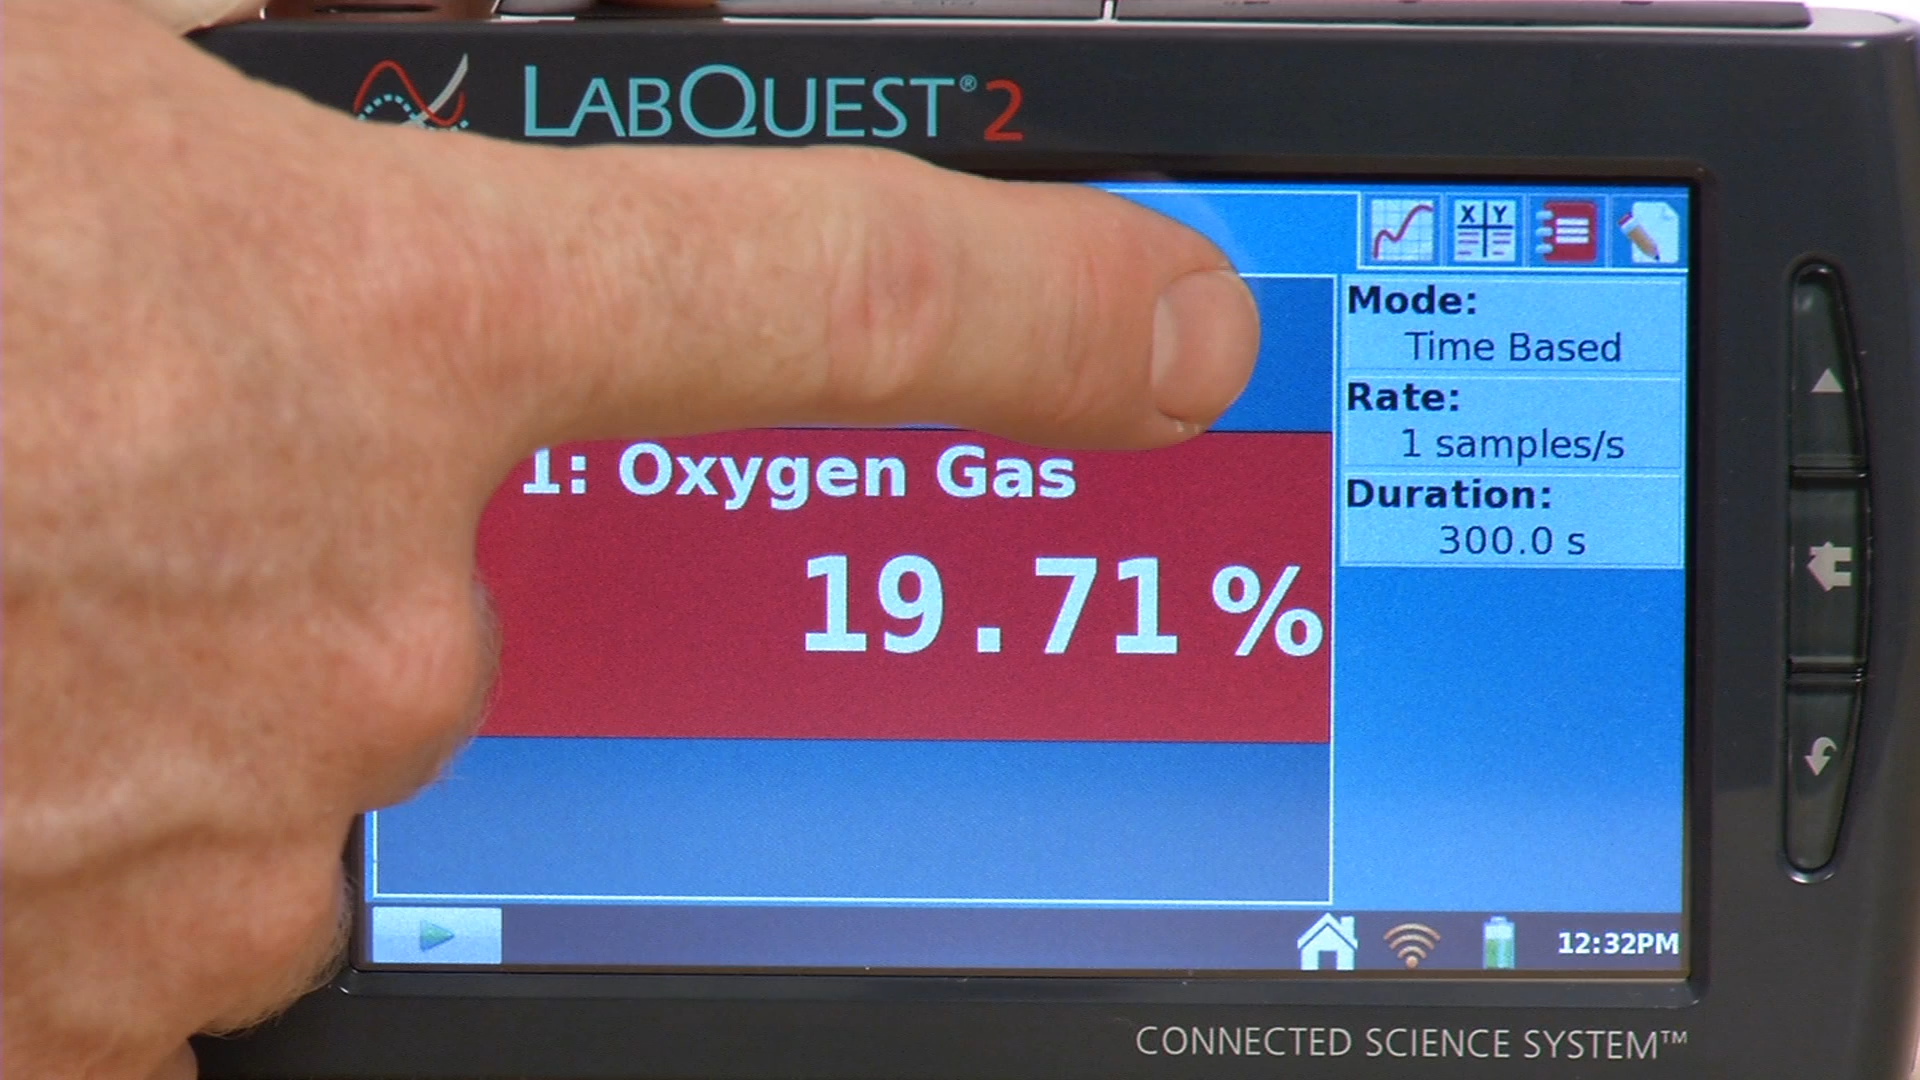 LABQUEST® 2
X Y
Mode:
Time Based
Rate:
1 samples/s
Duration:
300.0 s
1: Oxygen Gas
19.71 %
12:32PM
CONNECTED SCIENCE SYSTEM™